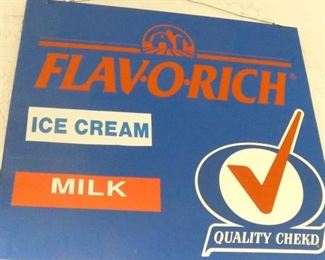 FLAV·O·RICH®
ICE CREAM
MILK
QUALITY CHEKD